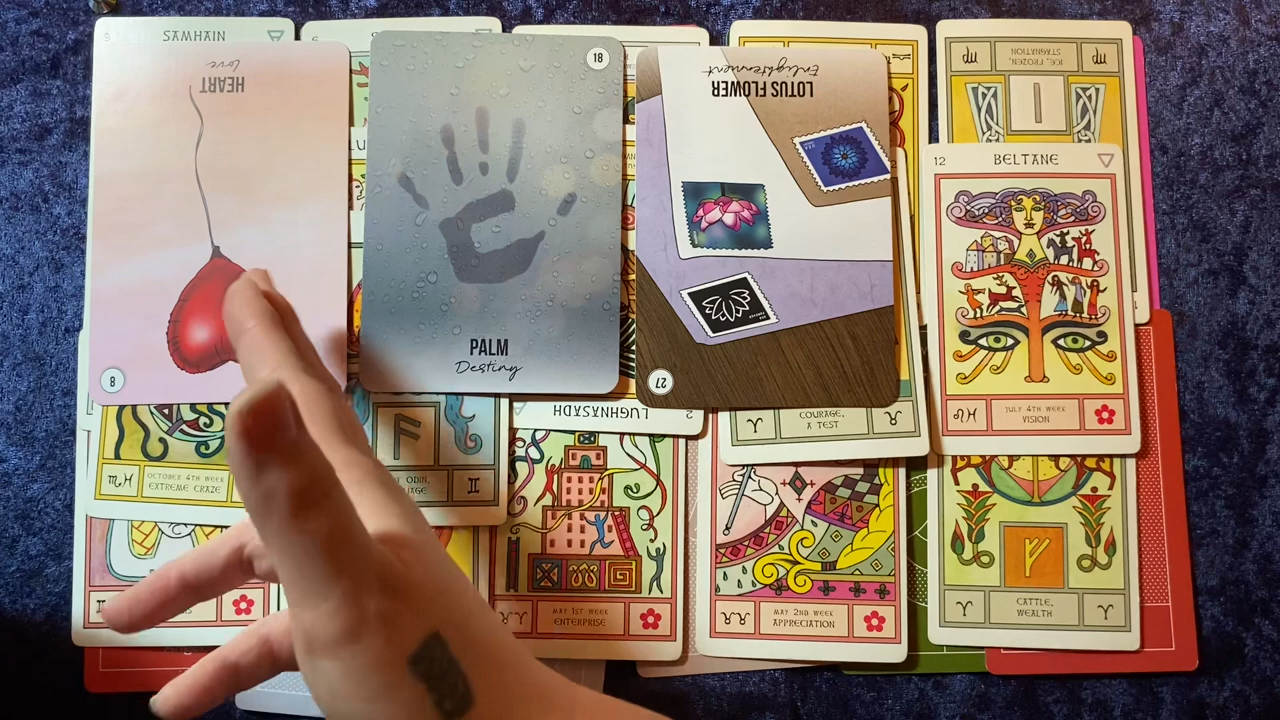 SAMHAIN
HEART
Love
8
18
PALM
Destiny
LOTUS FLOWER
Enlightenment
27
ICE, FROZEN,
STAGNATION
12 BELTANE
JULY 4TH WEEK
VISION
COURAGE,
A TEST
2 LUGHNASADH
OCTOBER 4TH WEEK
EXTREME CRAZE
ODIN,
MAY 1ST WEEK
ENTERPRISE
MAY 2ND WEEK
APPRECIATION
CATTLE,
WEALTH